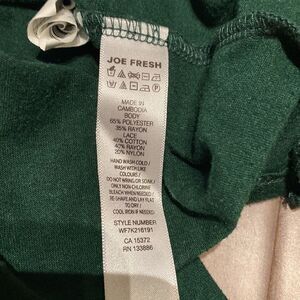 JOE FRESH
MADE IN
CAMBODIA
BODY
65% POLYESTER
35% RAYON
LACE
40% COTTON
40% RAYON
20% NYLON
HAND WASH COLD /
WASH WITH LIKE
COLOURS /
DO NOT WRING OR SOAK /
ONLY NON CHLORINE
BLEACH WHEN NEEDED /
RE-SHAPE AND LAY FLAT
TO DRY /
COOL IRON IF NEEDED
STYLE NUMBER
WF7K216191
CA 15372
RN 133886